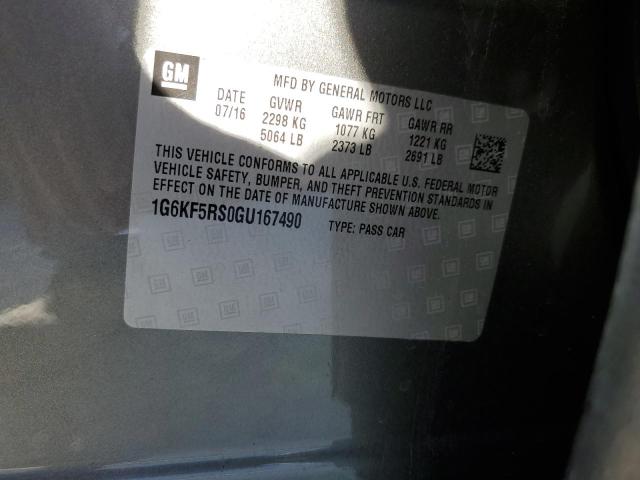 GM
MFD BY GENERAL MOTORS LLC
DATE GVWR GAWR FRT GAWR RR
07/16 2298 KG 1077 KG 1221 KG
5064 LB 2373 LB 2691 LB
THIS VEHICLE CONFORMS TO ALL APPLICABLE U.S. FEDERAL MOTOR
VEHICLE SAFETY, BUMPER, AND THEFT PREVENTION STANDARDS IN
EFFECT ON THE DATE OF MANUFACTURE SHOWN ABOVE.
1G6KF5RS0GU167490 TYPE: PASS CAR